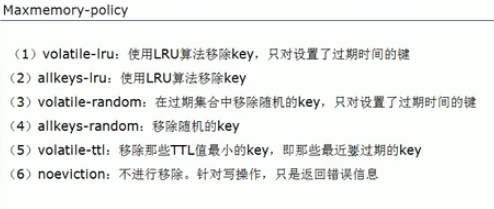 Maxmemory-policy
（1）volatile-lru：使用LRU算法移除key，只对设置了过期时间的键
（2）allkeys-lru：使用LRU算法移除key
（3）volatile-random：在过期集合中移除随机的key，只对设置了过期时间的键
（4）allkeys-random：移除随机的key
（5）volatile-ttl：移除那些TTL值最小的key，即那些最近要过期的key
（6）noeviction：不进行移除。针对写操作，只是返回错误信息